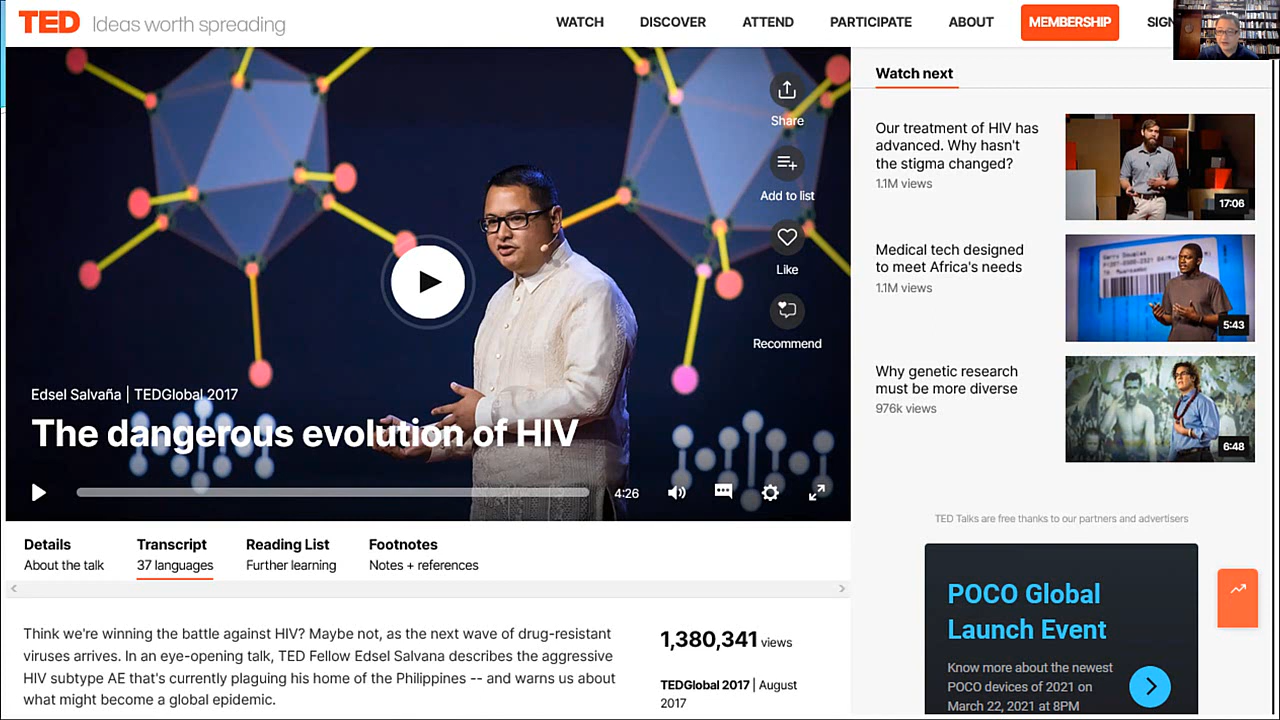 TED Ideas worth spreading
WATCH DISCOVER ATTEND PARTICIPATE ABOUT MEMBERSHIP SIGN
Share
Add to list
Like
Recommend
Edsel Salvaña | TEDGlobal 2017
The dangerous evolution of HIV
4:26
Watch next
Our treatment of HIV has
advanced. Why hasn't
the stigma changed?
1.1M views
17:06
Medical tech designed
to meet Africa's needs
1.1M views
5:43
Why genetic research
must be more diverse
976k views
6:48
Details
About the talk
Transcript
37 languages
Reading List
Further learning
Footnotes
Notes + references
Think we're winning the battle against HIV? Maybe not, as the next wave of drug-resistant
viruses arrives. In an eye-opening talk, TED Fellow Edsel Salvana describes the aggressive
HIV subtype AE that's currently plaguing his home of the Philippines -- and warns us about
what might become a global epidemic.
1,380,341 views
TEDGlobal 2017 | August
2017
TED Talks are free thanks to our partners and advertisers
POCO Global
Launch Event
Know more about the newest
POCO devices of 2021 on
March 22, 2021 at 8PM